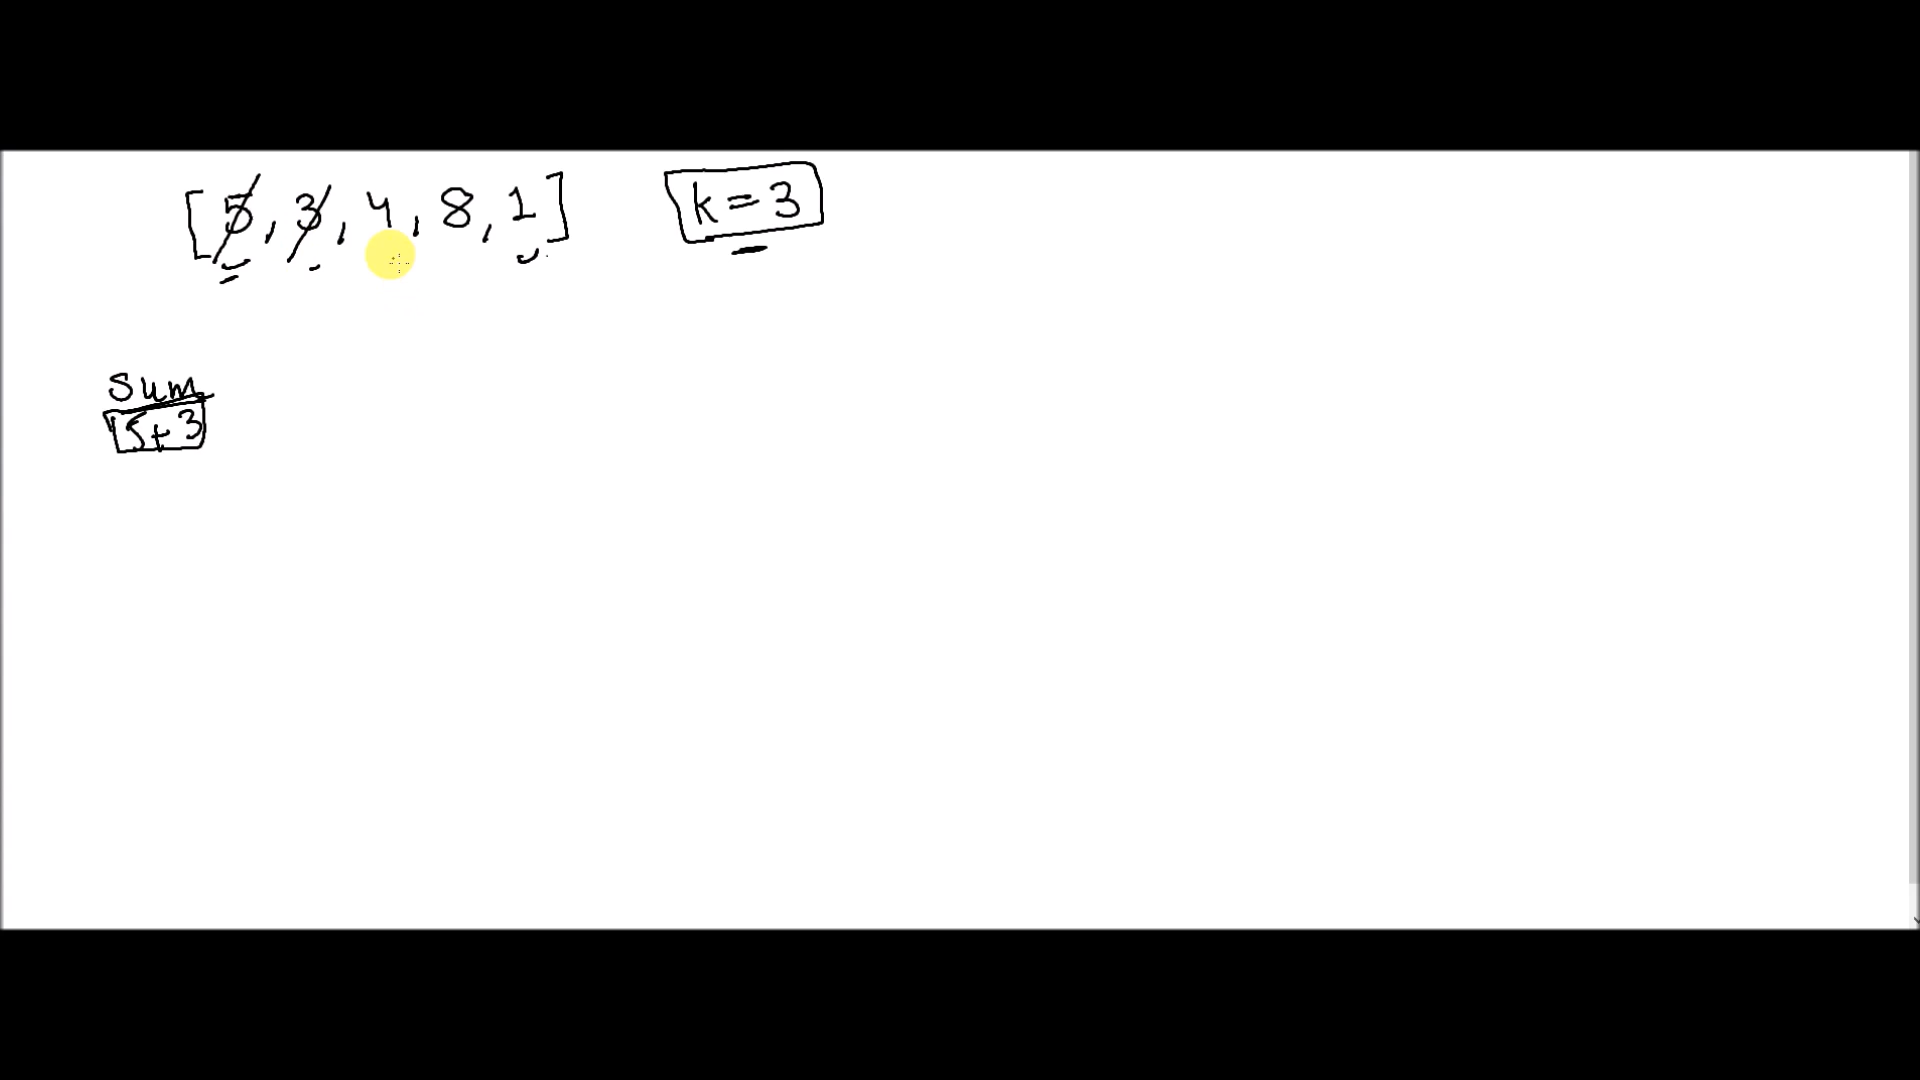 [5, 3, 4, 8, 1] k = 3
Sum
5+3